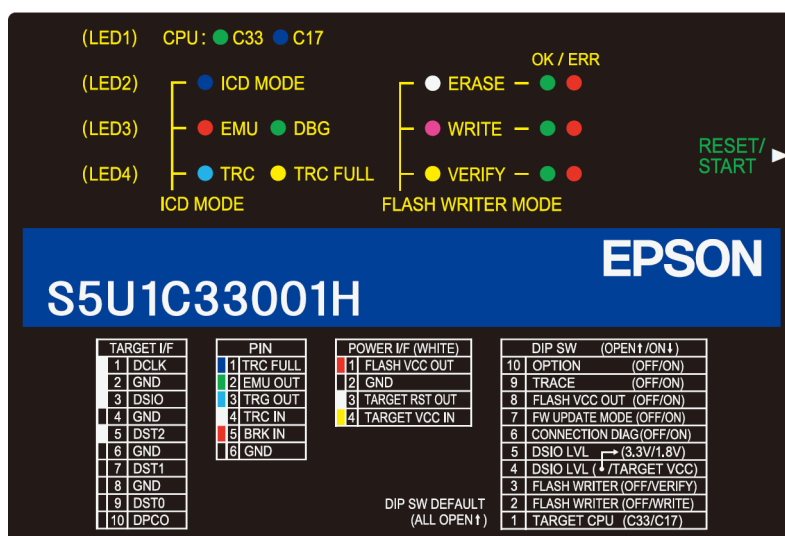 (LED1) CPU: C33 C17
OK / ERR
(LED2) ICD MODE ERASE
(LED3) EMU DBG WRITE
(LED4) TRC TRC FULL VERIFY
RESET/
START
ICD MODE FLASH WRITER MODE
EPSON
S5U1C33001H
TARGET I/F
1 DCLK
2 GND
3 DSIO
4 GND
5 DST2
6 GND
7 DST1
8 GND
9 DST0
10 DPCO
PIN
1 TRC FULL
2 EMU OUT
3 TRG OUT
4 TRC IN
5 BRK IN
6 GND
POWER I/F (WHITE)
1 FLASH VCC OUT
2 GND
3 TARGET RST OUT
4 TARGET VCC IN
DIP SW DEFAULT
(ALL OPEN↑)
DIP SW (OPEN↑/ON↓)
10 OPTION (OFF/ON)
9 TRACE (OFF/ON)
8 FLASH VCC OUT (OFF/ON)
7 FW UPDATE MODE (OFF/ON)
6 CONNECTION DIAG (OFF/ON)
5 DSIO LVL (3.3V/1.8V)
4 DSIO LVL ( /TARGET VCC)
3 FLASH WRITER (OFF/VERIFY)
2 FLASH WRITER (OFF/WRITE)
1 TARGET CPU (C33/C17)